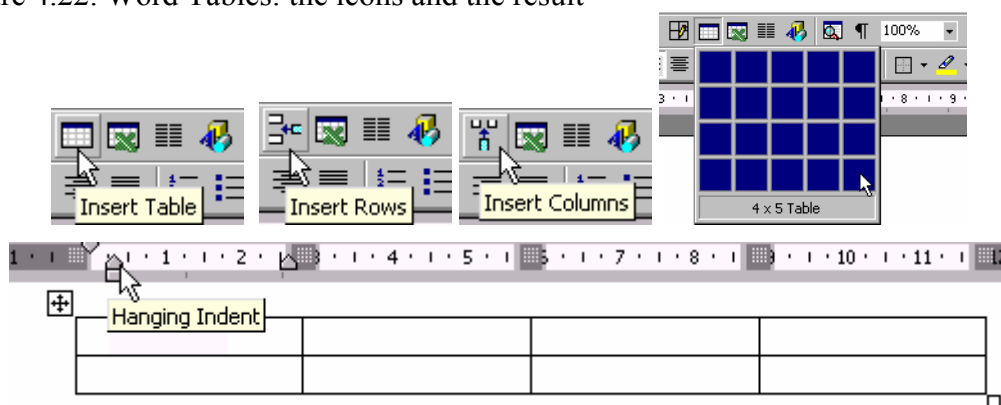 re 4.22: Word Tables: the icons and the result
100%
3 · ı
ı · 8 · ı · 9 ·
Insert Table
Insert Rows
Insert Columns
4 x 5 Table
1 · ı
ı · 1 · ı · 2 · ı · 4 · ı · 5 · ı · 7 · ı · 8 · ı · 10 · ı · 11 · ı
Hanging Indent